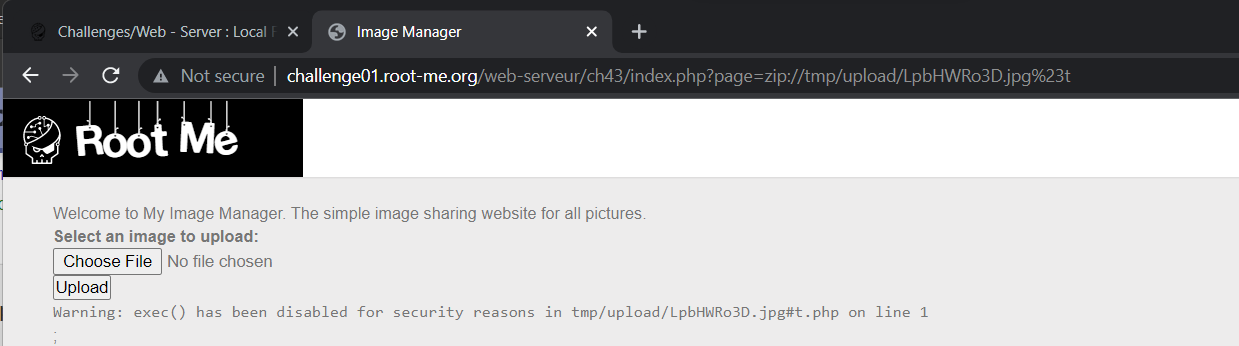 Challenges/Web - Server : Local F
Image Manager
Not secure
challenge01.root-me.org/web-serveur/ch43/index.php?page=zip://tmp/upload/LpbHWRo3D.jpg%23t
Root Me
Welcome to My Image Manager. The simple image sharing website for all pictures.
Select an image to upload:
Choose File No file chosen
Upload
Warning: exec() has been disabled for security reasons in tmp/upload/LpbHWRo3D.jpg#t.php on line 1
;